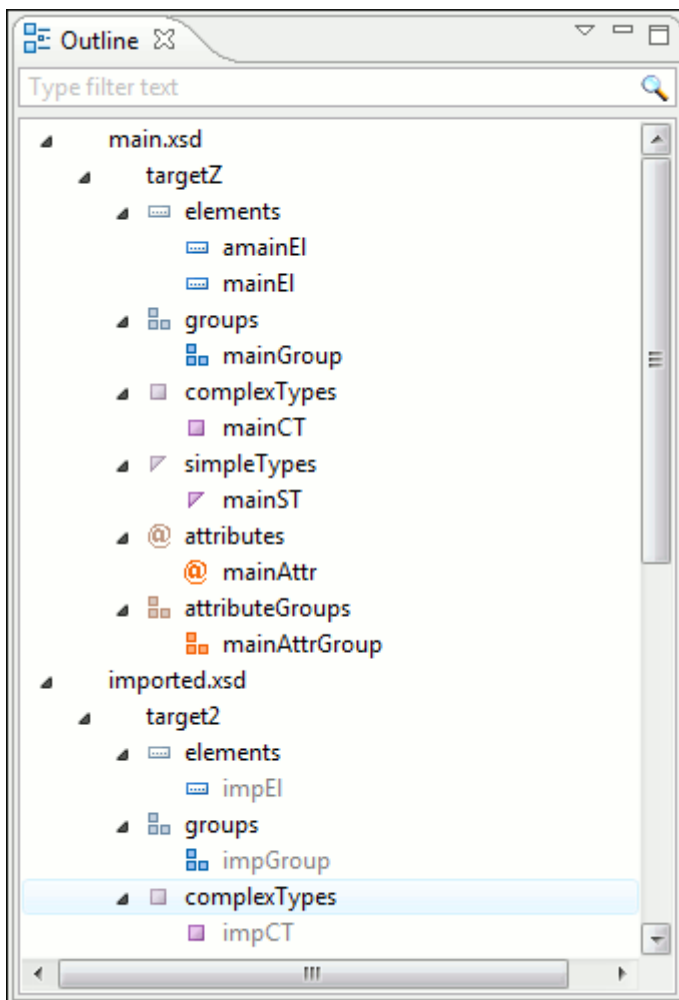 Outline
Type filter text
main.xsd
targetZ
elements
amainEl
mainEl
groups
mainGroup
complexTypes
mainCT
simpleTypes
mainST
attributes
mainAttr
attributeGroups
mainAttrGroup
imported.xsd
target2
elements
impEl
groups
impGroup
complexTypes
impCT